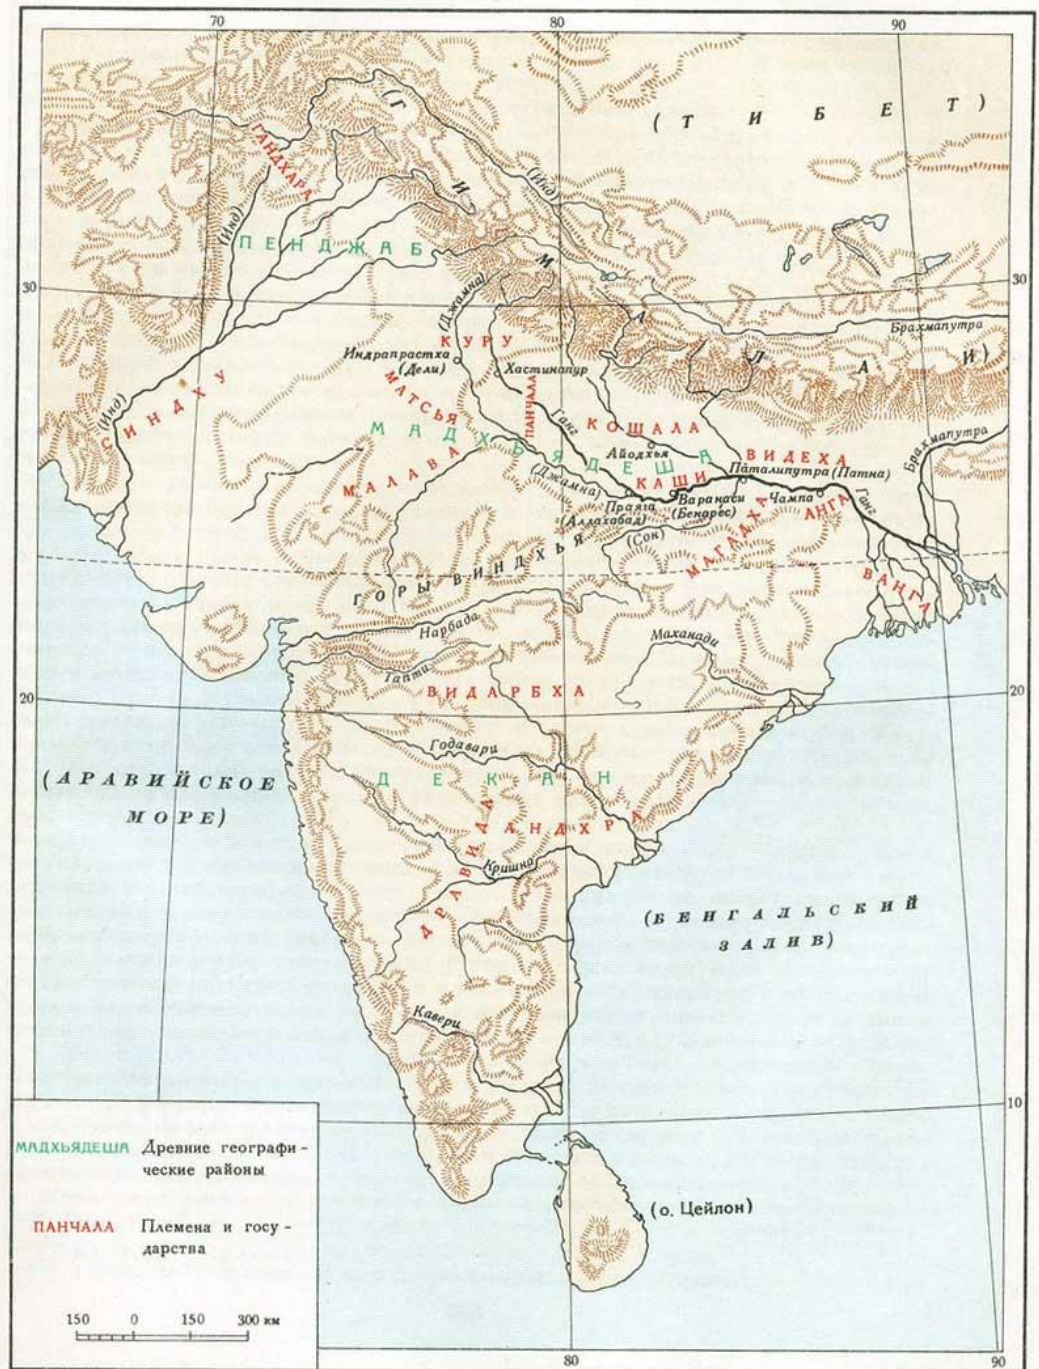 70 80 90
(ТИБЕТ)
(ГИМАЛАИ)
ГАНДХАРА
(Инд)
(Инд)
ПЕНДЖАБ
30 30
(Джамна)
Брахмапутра
КУРУ
Индрапрастха
(Дели)
Хастинапур
СИНДХУ
(Инд)
МАТСЬЯ
ПАНЧАЛА
Ганг
КОШАЛА
Брахмапутра
МАДХЬЯДЕША
Айодхья
ВИДЕХА
МАЛАВА
КАШИ
Паталипутра (Патна)
(Джамна)
Праяга
(Аллахабад)
Варанаси
(Бенарес)
Чампа
АНГА
Ганг
(Сон)
МАГАДХА
ГОРЫ ВИНДХЬЯ
ВАНГА
Нарбада
Маханади
Тапти
ВИДАРБХА
20 20
Годавари
(АРАВИЙСКОЕ
МОРЕ)
ДЕКАН
АНДХРА
ДРАВИДА
Кришна
(БЕНГАЛЬСКИЙ
ЗАЛИВ)
Кавери
10
МАДХЬЯДЕША Древние географи-
ческие районы
ПАНЧАЛА Племена и госу-
дарства
(о. Цейлон)
150 0 150 300 км
80 90